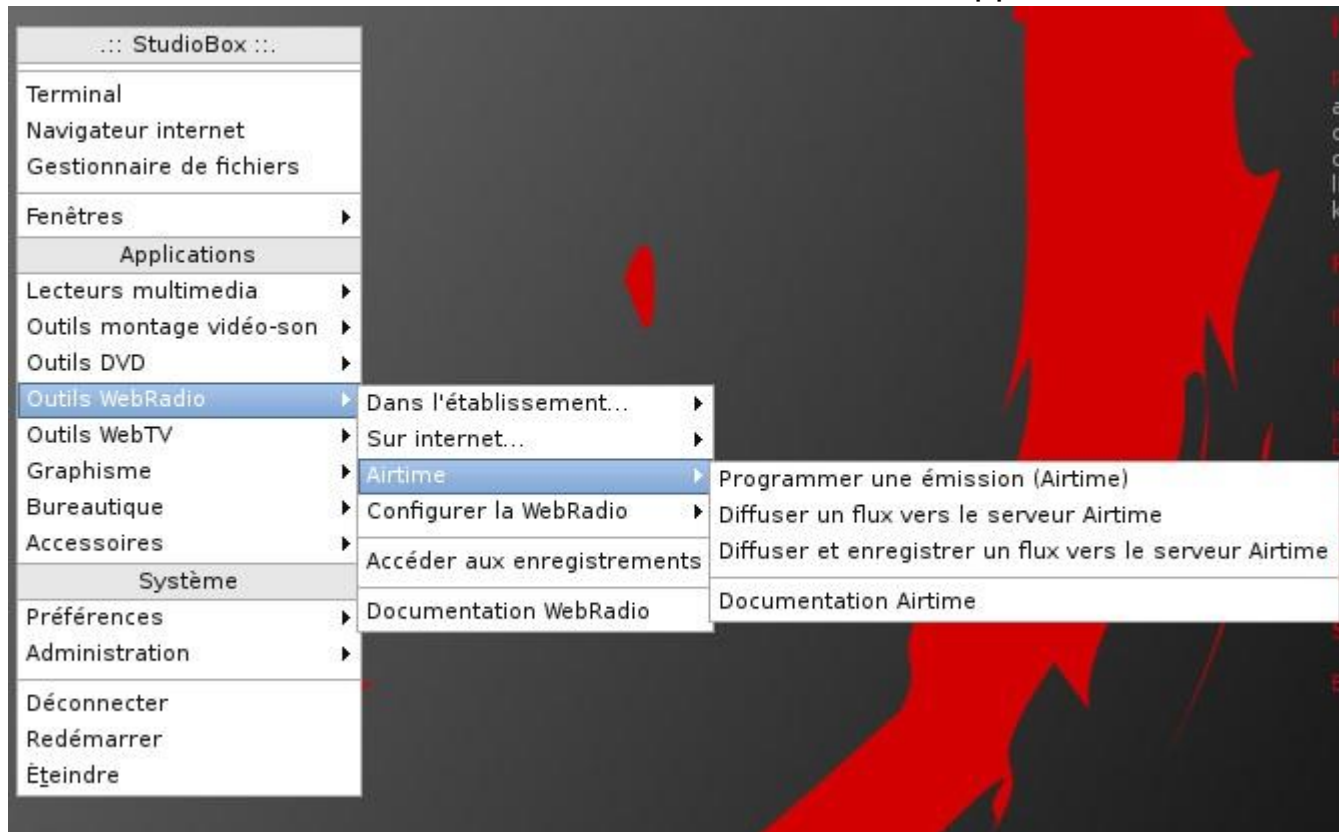 .:: StudioBox ::.
Terminal
Navigateur internet
Gestionnaire de fichiers
Fenêtres
Applications
Lecteurs multimedia
Outils montage vidéo-son
Outils DVD
Outils WebRadio
Outils WebTV
Graphisme
Bureautique
Accessoires
Système
Préférences
Administration
Déconnecter
Redémarrer
Èteindre
Dans l'établissement...
Sur internet...
Airtime
Configurer la WebRadio
Accéder aux enregistrements
Documentation WebRadio
Programmer une émission (Airtime)
Diffuser un flux vers le serveur Airtime
Diffuser et enregistrer un flux vers le serveur Airtime
Documentation Airtime